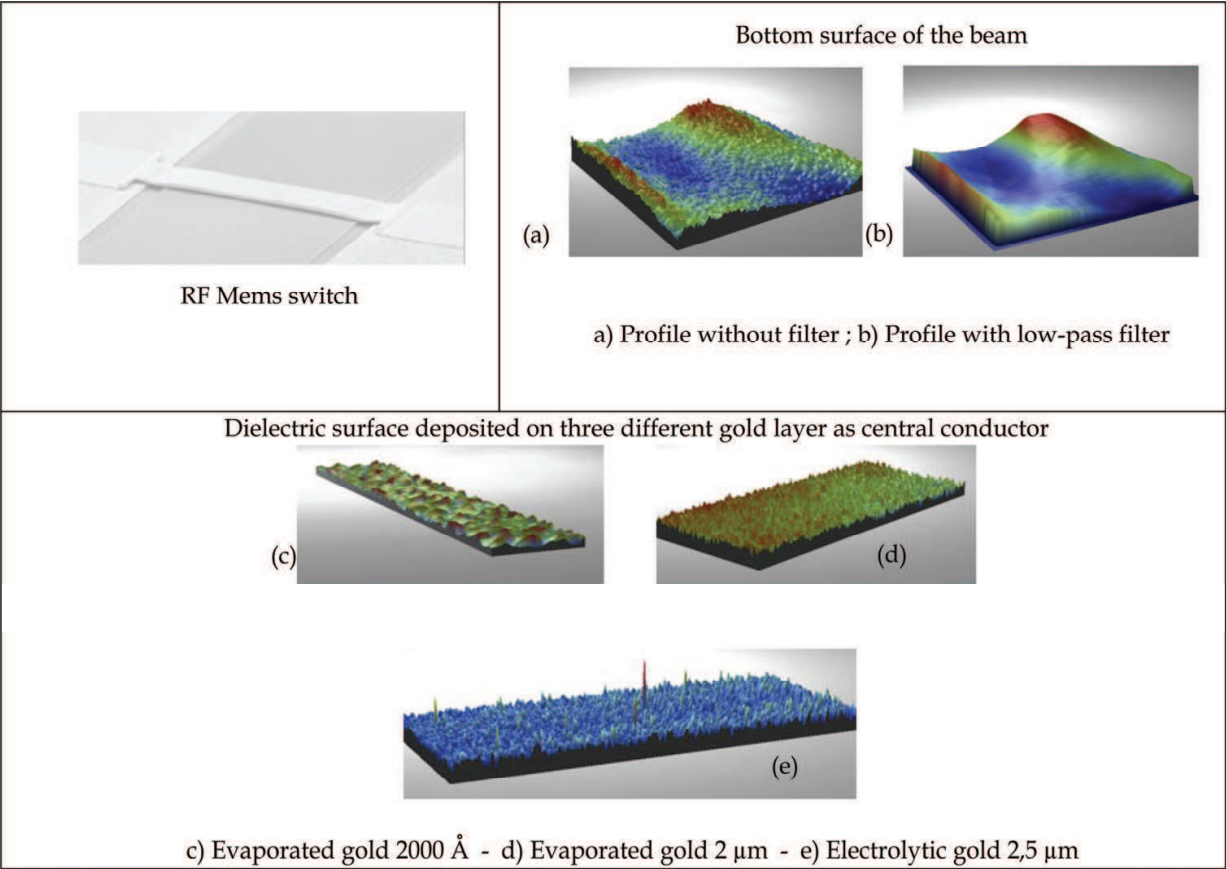 RF Mems switch
Bottom surface of the beam
(a)
(b)
a) Profile without filter ; b) Profile with low-pass filter
Dielectric surface deposited on three different gold layer as central conductor
(c)
(d)
(e)
c) Evaporated gold 2000 Å - d) Evaporated gold 2 µm - e) Electrolytic gold 2,5 µm